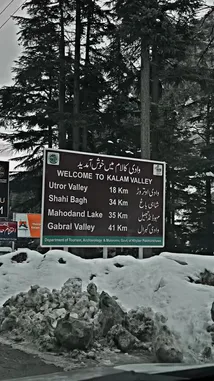 وادی کالام میں خوش آمدید
WELCOME TO KALAM VALLEY
Utror Valley 18 Km وادی اوتروڑ
Shahi Bagh 34 Km شاہی باغ
Mahodand Lake 35 Km مہوڈنڈ جھیل
Gabral Valley 41 Km وادی گبرال
Department of Tourism, Archaeology & Museums, Govt. of Khyber Pakhtunkhwa